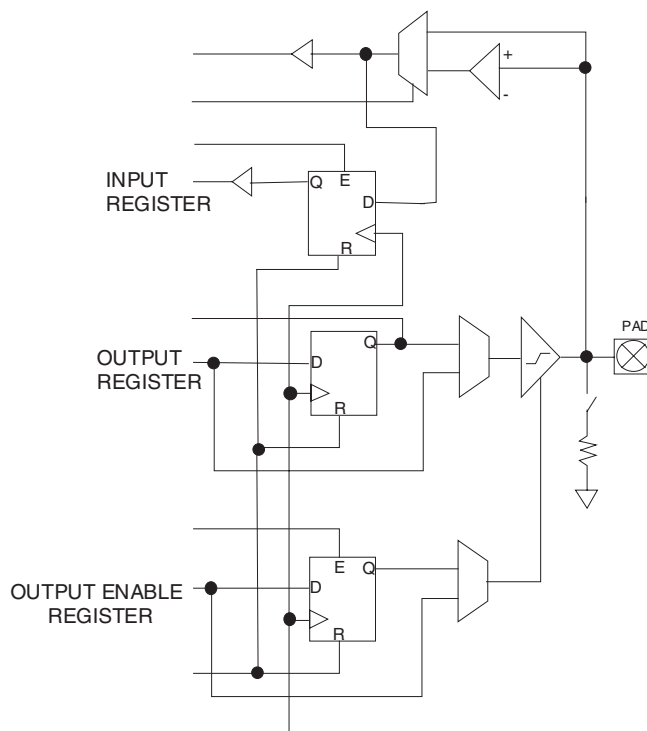 +
-
E
INPUT
REGISTER
Q
D
R
PAD
OUTPUT
REGISTER
Q
D
R
OUTPUT ENABLE
REGISTER
E
Q
D
R